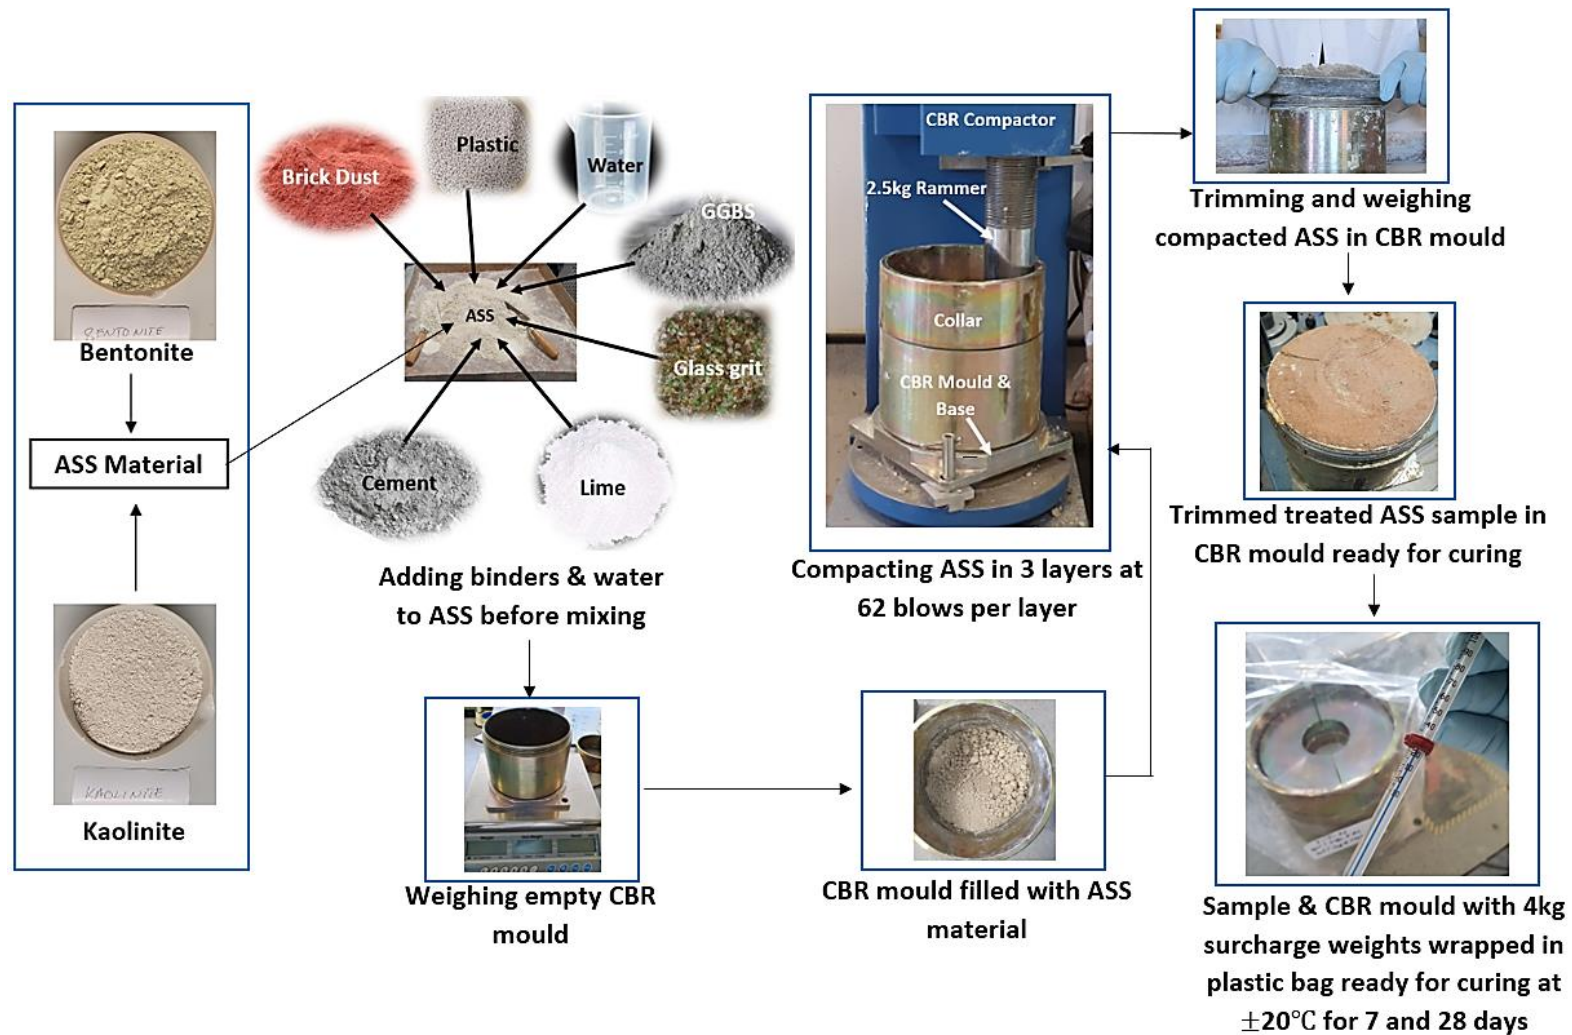 BENTONITE
Bentonite
ASS Material
KAOLINITE
Kaolinite
Brick Dust
Plastic
Water
GGBS
ASS
Glass grit
Cement
Lime
Adding binders & water
to ASS before mixing
Weighing empty CBR
mould
CBR mould filled with ASS
material
CBR Compactor
2.5kg Rammer
Collar
CBR Mould &
Base
Compacting ASS in 3 layers at
62 blows per layer
Trimming and weighing
compacted ASS in CBR mould
Trimmed treated ASS sample in
CBR mould ready for curing
Sample & CBR mould with 4kg
surcharge weights wrapped in
plastic bag ready for curing at
±20℃ for 7 and 28 days